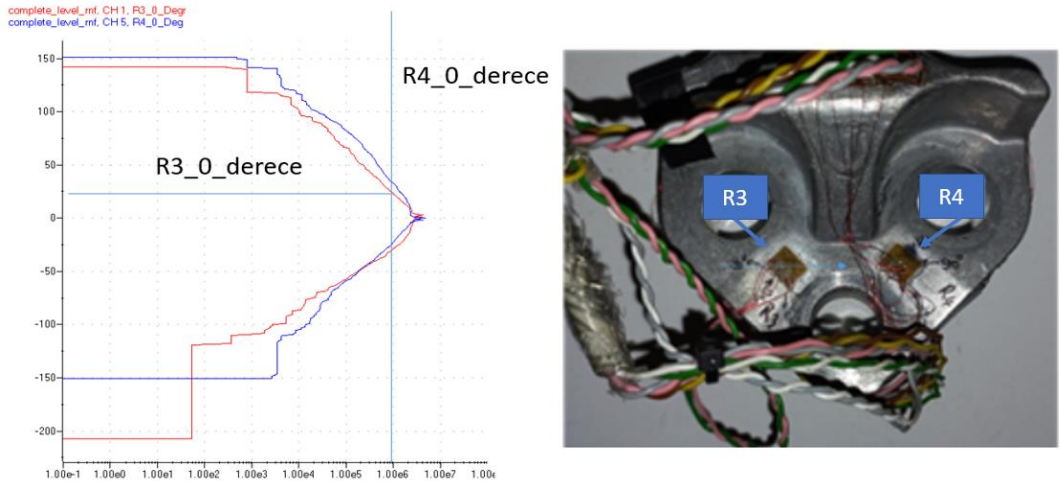 complete_level_rnf, CH 1, R3_0_Degr
complete_level_rnf, CH 5, R4_0_Deg
150
100
50
0
-50
-100
-150
-200
1.00e-1 1.00e0 1.00e1 1.00e2 1.00e3 1.00e4 1.00e5 1.00e6 1.00e7 1.00e
R4_0_derece
R3_0_derece
R3
R4